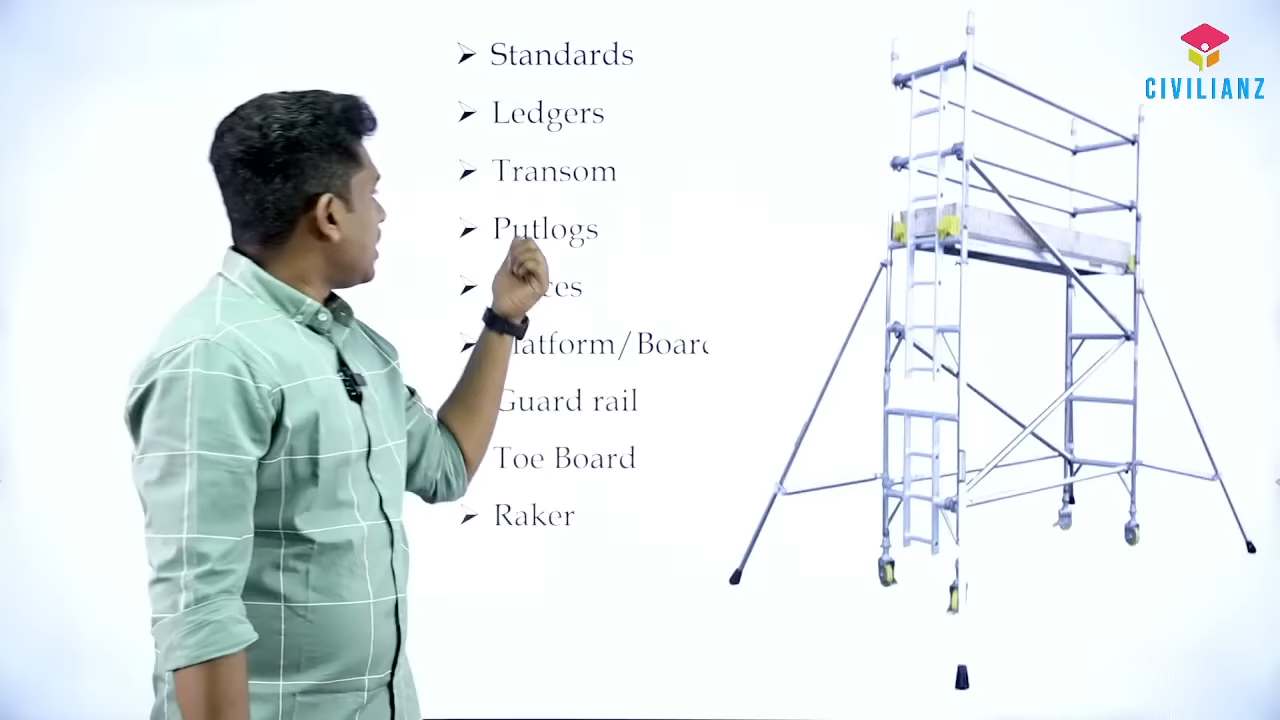 Standards
Ledgers
Transom
Putlogs
Guard rail
Toe Board
Raker
CIVILIANZ